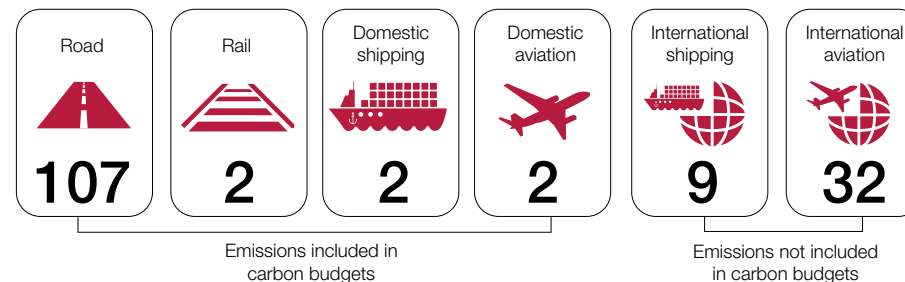 Road
107
Rail
2
Domestic
shipping
2
Domestic
aviation
2
International
shipping
9
International
aviation
32
Emissions included in
carbon budgets
Emissions not included
in carbon budgets